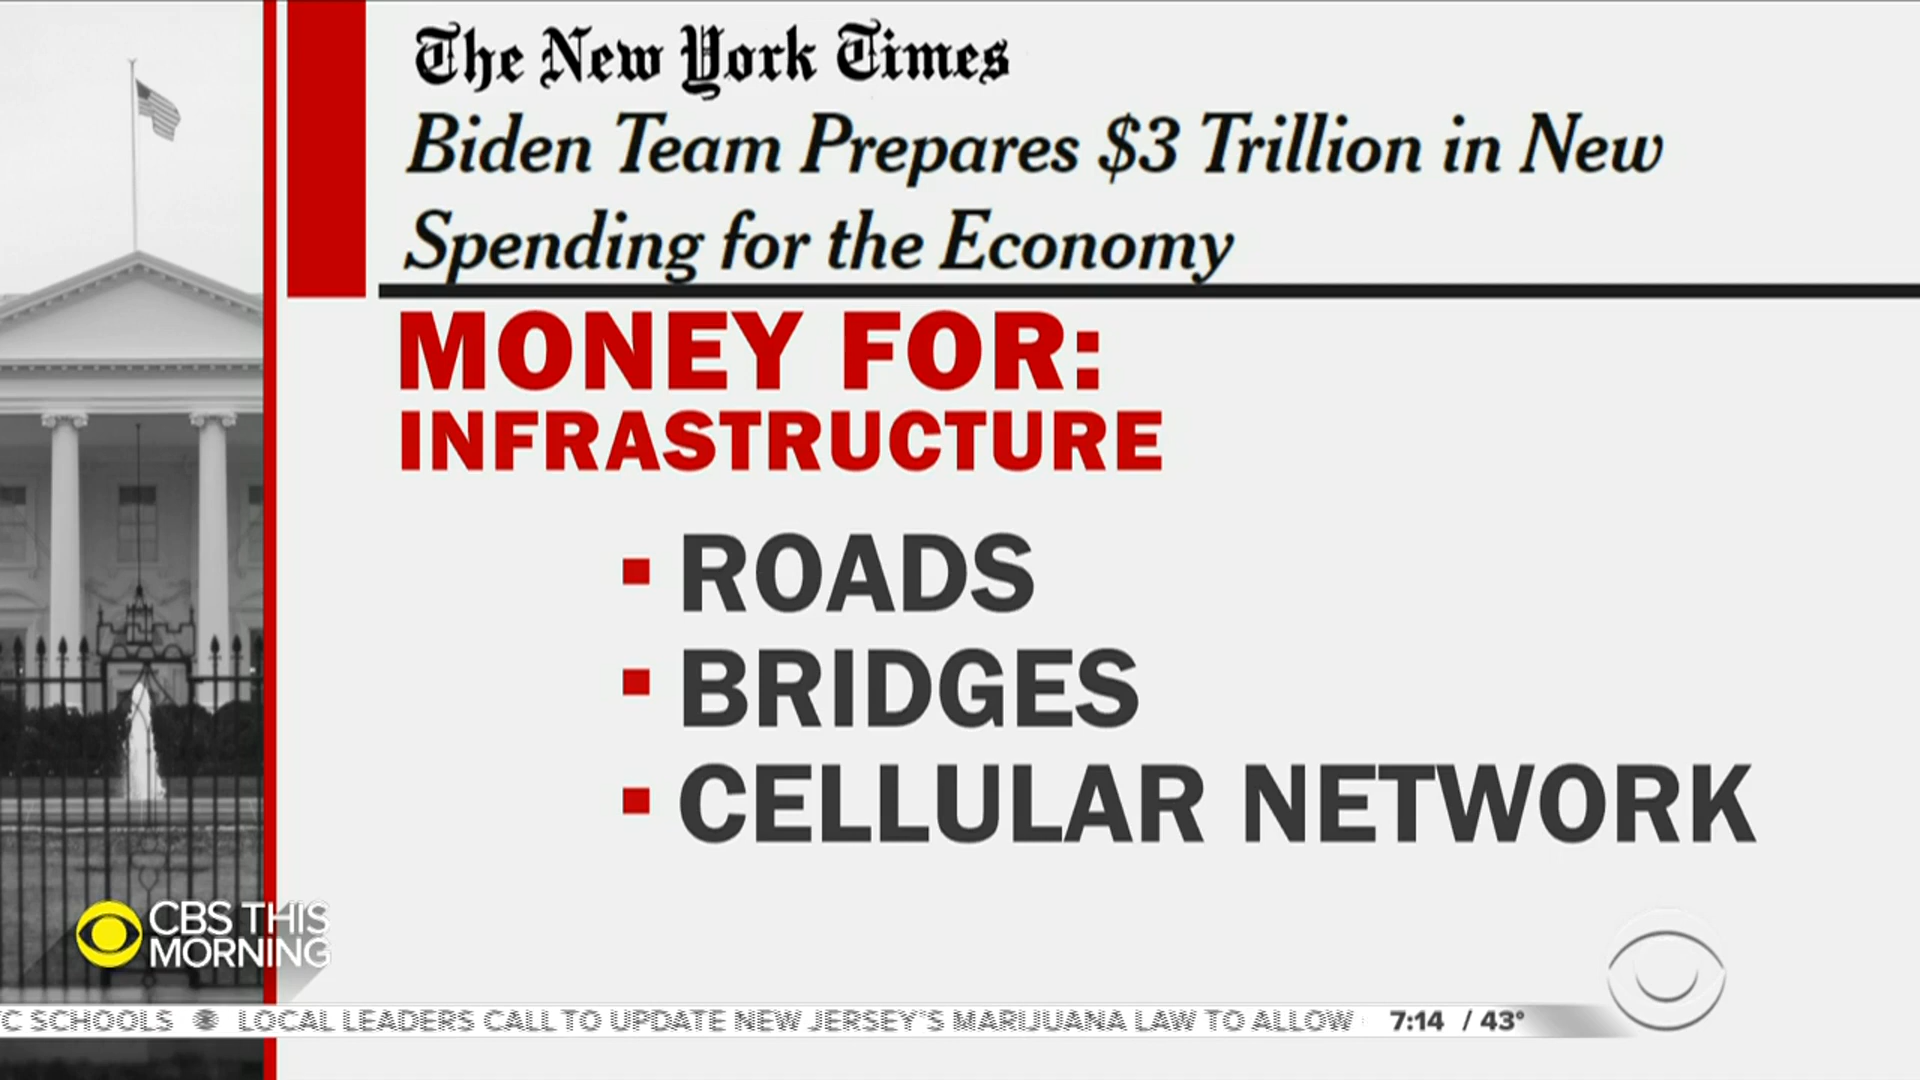 The New York Times
Biden Team Prepares $3 Trillion in New
Spending for the Economy
MONEY FOR:
INFRASTRUCTURE
▪ ROADS
▪ BRIDGES
▪ CELLULAR NETWORK
CBS THIS
MORNING
C SCHOOLS LOCAL LEADERS CALL TO UPDATE NEW JERSEY'S MARIJUANA LAW TO ALLOW 7:14 / 43°